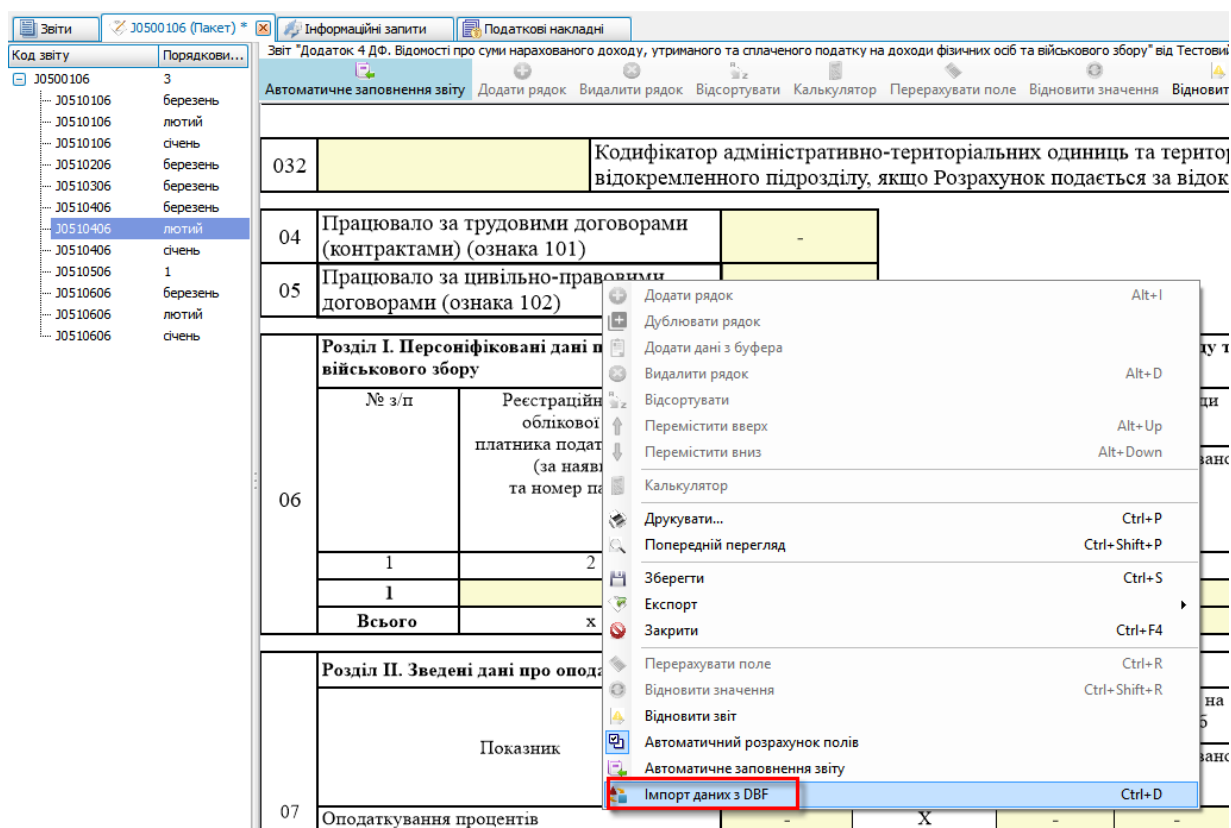 Звіти
J0500106 (Пакет) *
Інформаційні запити
Податкові накладні
Код звіту
Порядкови...
J0500106 3
J0510106 березень
J0510106 лютий
J0510106 січень
J0510206 березень
J0510306 березень
J0510406 березень
J0510406 лютий
J0510406 січень
J0510506 1
J0510606 березень
J0510606 лютий
J0510606 січень
Звіт "Додаток 4 ДФ. Відомості про суми нарахованого доходу, утриманого та сплаченого податку на доходи фізичних осіб та військового збору" від Тестовий
Автоматичне заповнення звіту Додати рядок Видалити рядок Відсортувати Калькулятор Перерахувати поле Відновити значення Відновит
032
Кодифікатор адміністративно-територіальних одиниць та територ
відокремленного підрозділу, якщо Розрахунок подається за відок
04
Працювало за трудовими договорами
(контрактами) (ознака 101)
-
05
Працювало за цивільно-правовими
договорами (ознака 102)
Розділ І. Персоніфіковані дані п
ду т
військового збору
06
№ з/п
Реєстраційн
облікової
платника подат
(за наяв
та номер па
ди
вано
1 2
1
Всього х
Розділ ІІ. Зведені дані про опода
Показник
на
б
вано
07
Оподаткування процентів - X - -
Додати рядок Alt+I
Дублювати рядок
Додати дані з буфера
Видалити рядок Alt+D
Відсортувати
Перемістити вверх Alt+Up
Перемістити вниз Alt+Down
Калькулятор
Друкувати... Ctrl+P
Попередній перегляд Ctrl+Shift+P
Зберегти Ctrl+S
Експорт
Закрити Ctrl+F4
Перерахувати поле Ctrl+R
Відновити значення Ctrl+Shift+R
Відновити звіт
Автоматичний розрахунок полів
Автоматичне заповнення звіту
Імпорт даних з DBF Ctrl+D